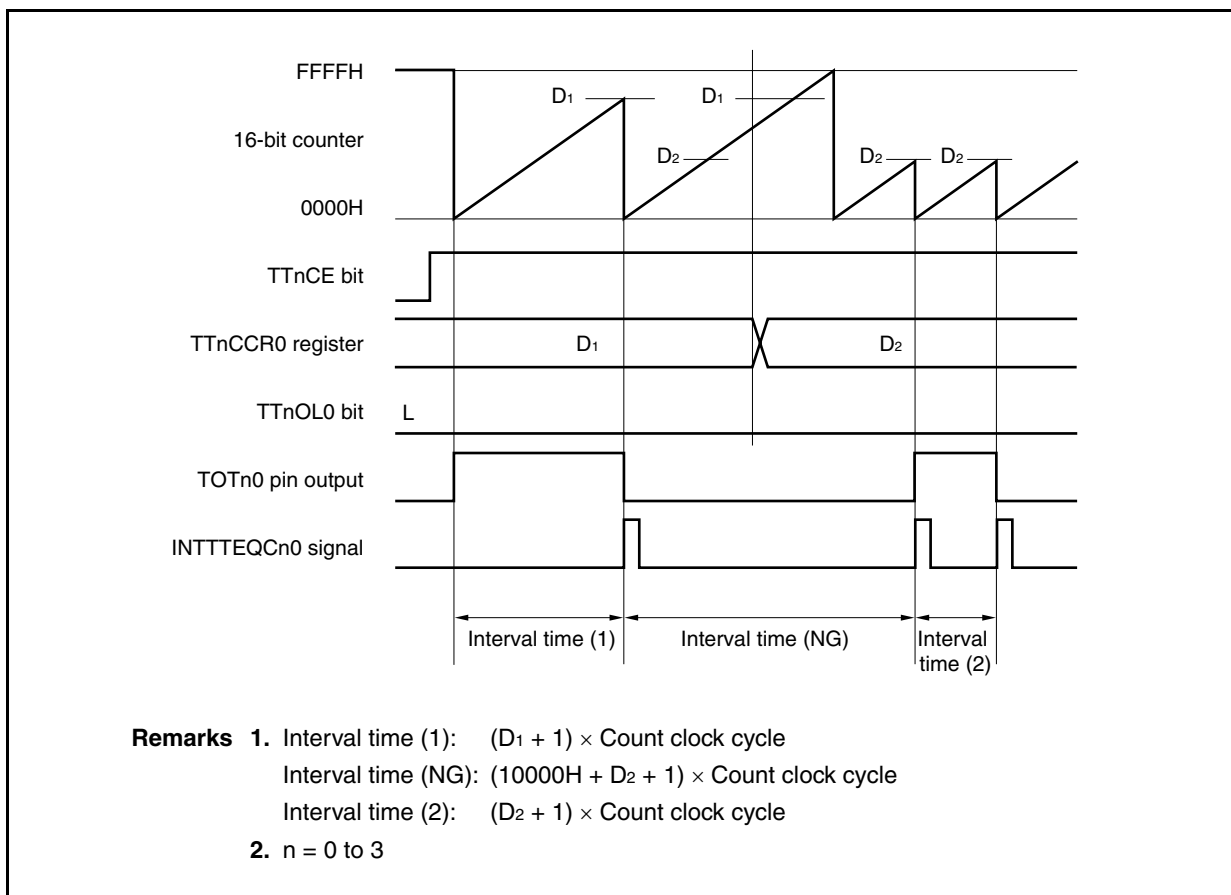 FFFFH
D1
D1
16-bit counter
D2
D2
D2
0000H
TTnCE bit
TTnCCR0 register
D1
D2
TTnOL0 bit
L
TOTn0 pin output
INTTTEQCn0 signal
Interval time (1)
Interval time (NG)
Interval
time (2)
Remarks 1. Interval time (1): (D1 + 1) × Count clock cycle
Interval time (NG): (10000H + D2 + 1) × Count clock cycle
Interval time (2): (D2 + 1) × Count clock cycle
2. n = 0 to 3